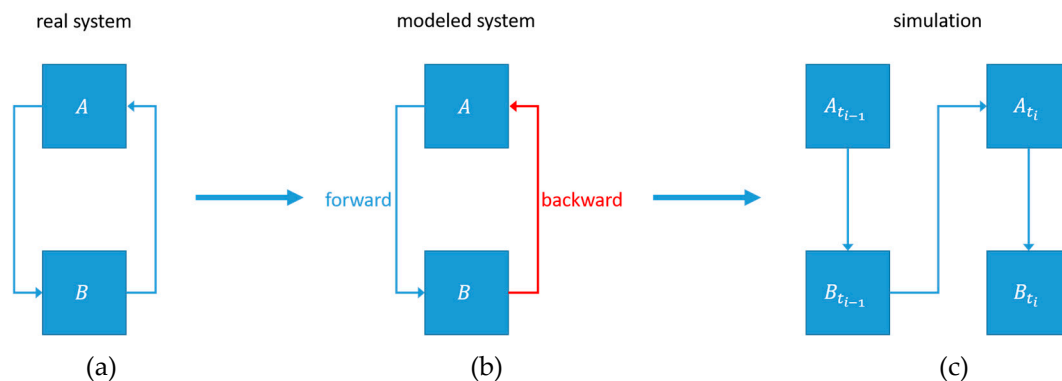 real system
modeled system
simulation
A
A
A_{t_{i-1}}
A_{t_i}
forward
backward
B
B
B_{t_{i-1}}
B_{t_i}
(a)
(b)
(c)